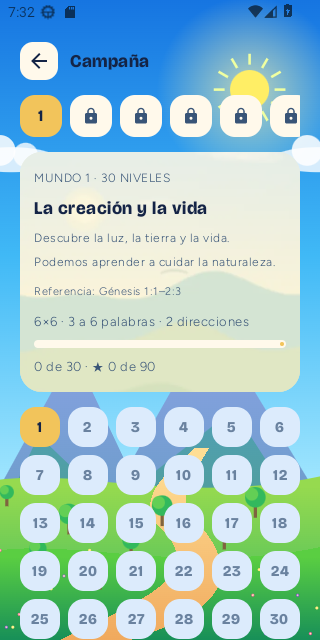 7:32
Campaña
1
MUNDO 1 · 30 NIVELES
La creación y la vida
Descubre la luz, la tierra y la vida.
Podemos aprender a cuidar la naturaleza.
Referencia: Génesis 1:1–2:3
6×6 · 3 a 6 palabras · 2 direcciones
0 de 30 · ★ 0 de 90
1 2 3 4 5 6
7 8 9 10 11 12
13 14 15 16 17 18
19 20 21 22 23 24
25 26 27 28 29 30